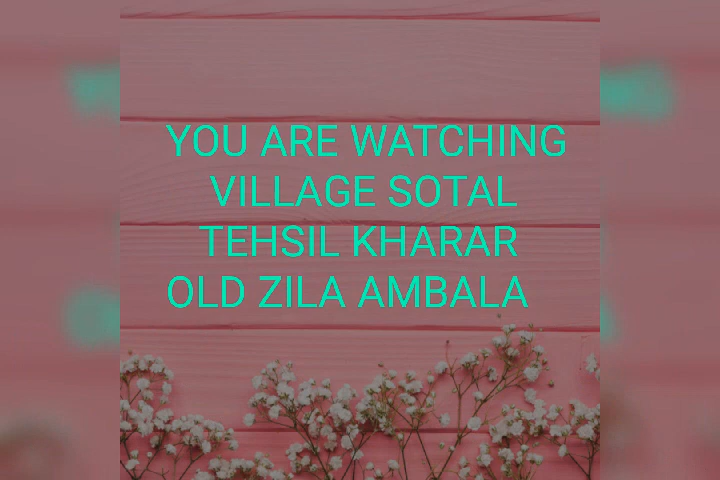 YOU ARE WATCHING
VILLAGE SOTAL
TEHSIL KHARAR
OLD ZILA AMBALA